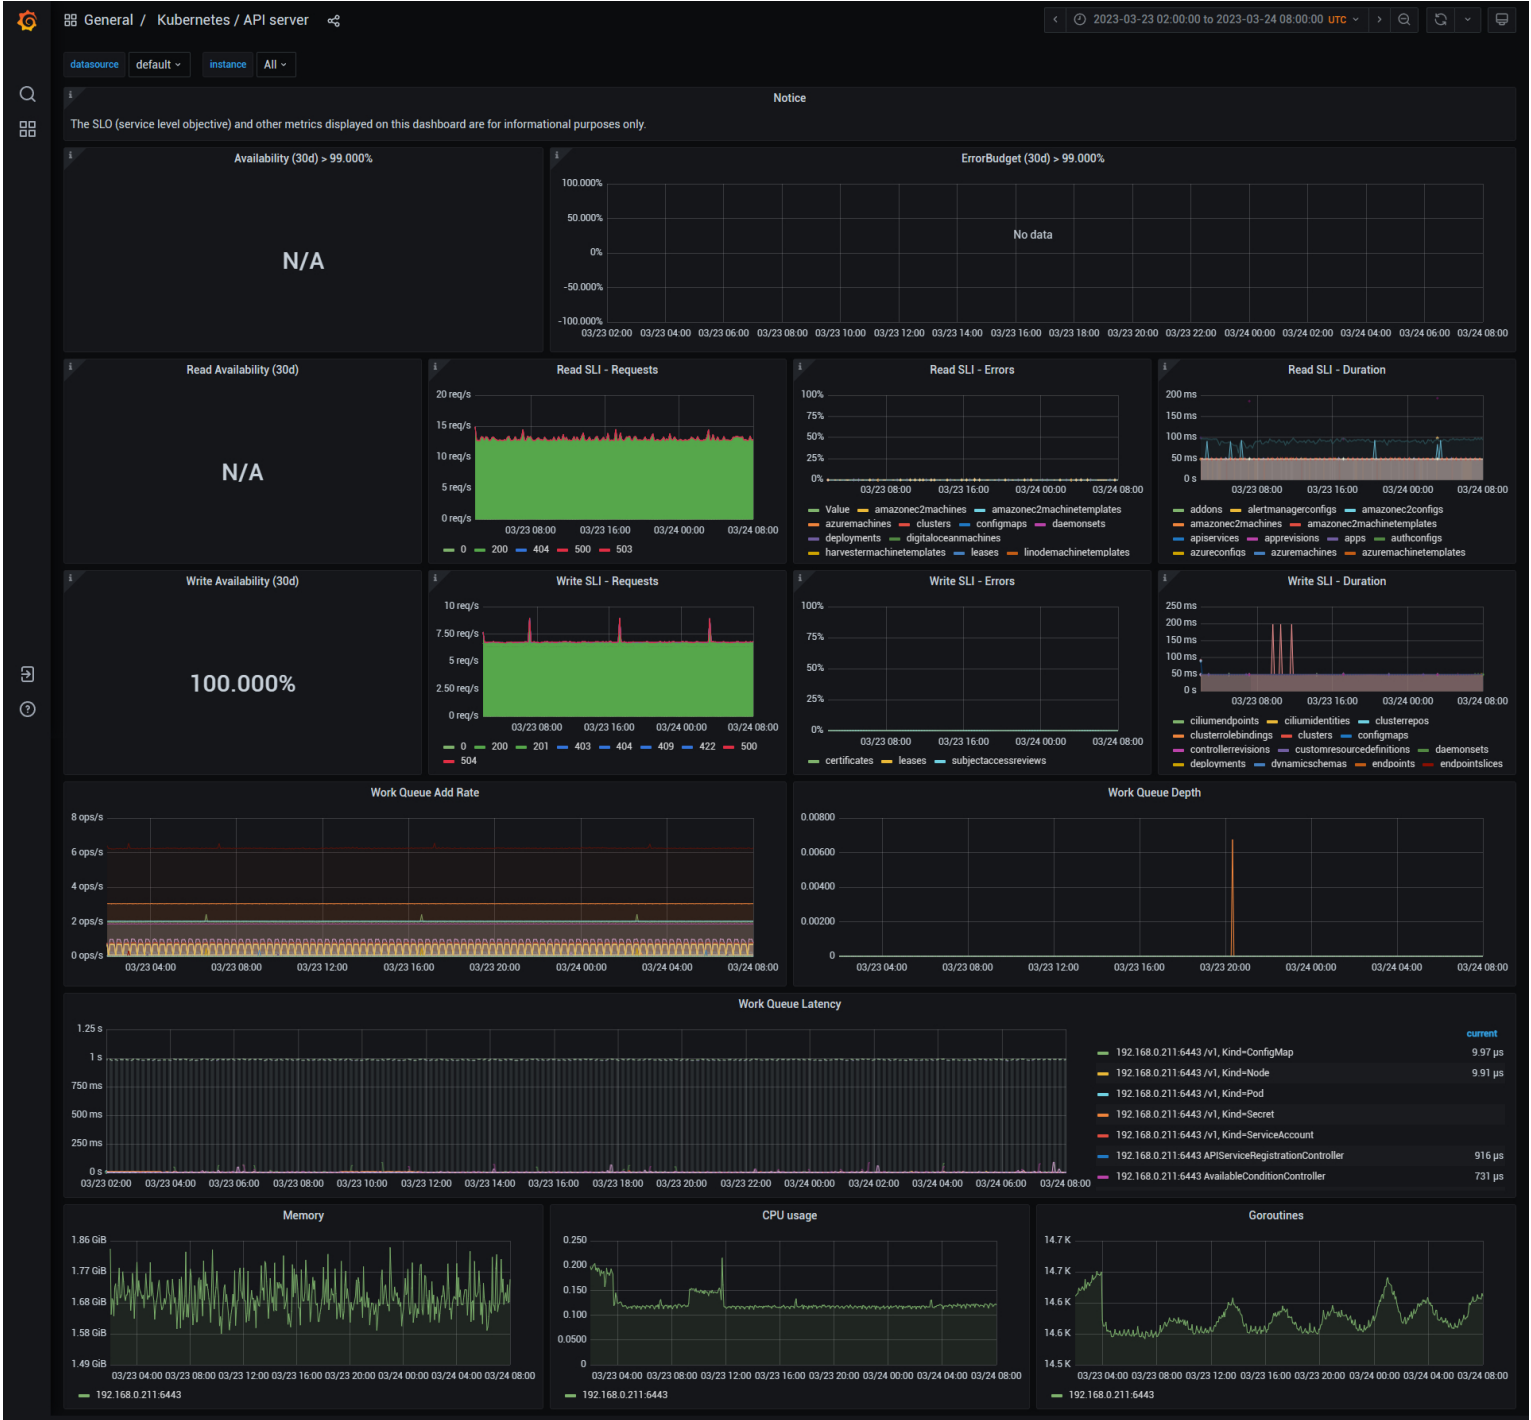 General / Kubernetes / API server
2023-03-23 02:00:00 to 2023-03-24 08:00:00 UTC
datasource default instance All
Notice
The SLO (service level objective) and other metrics displayed on this dashboard are for informational purposes only.
Availability (30d) > 99.000%
N/A
ErrorBudget (30d) > 99.000%
100.000%
50.000%
0%
-50.000%
-100.000%
No data
03/23 02:00 03/23 04:00 03/23 06:00 03/23 08:00 03/23 10:00 03/23 12:00 03/23 14:00 03/23 16:00 03/23 18:00 03/23 20:00 03/23 22:00 03/24 00:00 03/24 02:00 03/24 04:00 03/24 06:00 03/24 08:00
Read Availability (30d)
N/A
Read SLI - Requests
20 req/s
15 req/s
10 req/s
5 req/s
0 req/s
03/23 08:00 03/23 16:00 03/24 00:00 03/24 08:00
0 200 404 500 503
Read SLI - Errors
100%
75%
50%
25%
0%
03/23 08:00 03/23 16:00 03/24 00:00 03/24 08:00
Value amazonec2machines amazonec2machinetemplates
azuremachines clusters configmaps daemonsets
deployments digitaloceanmachines
harvestermachinetemplates leases linodemachinetemplates
Read SLI - Duration
200 ms
150 ms
100 ms
50 ms
0 s
03/23 08:00 03/23 16:00 03/24 00:00 03/24 08:00
addons alertmanagerconfigs amazonec2configs
amazonec2machines amazonec2machinetemplates
apiservices apprevisions apps authconfigs
azureconfigs azuremachines azuremachinetemplates
Write Availability (30d)
100.000%
Write SLI - Requests
10 req/s
7.50 req/s
5 req/s
2.50 req/s
0 req/s
03/23 08:00 03/23 16:00 03/24 00:00 03/24 08:00
0 200 201 403 404 409 422 500
504
Write SLI - Errors
100%
75%
50%
25%
0%
03/23 08:00 03/23 16:00 03/24 00:00 03/24 08:00
certificates leases subjectaccessreviews
Write SLI - Duration
250 ms
200 ms
150 ms
100 ms
50 ms
0 s
03/23 08:00 03/23 16:00 03/24 00:00 03/24 08:00
ciliumendpoints ciliumidentities clusterrepos
clusterrolebindings clusters configmaps
controllerrevisions customresourcedefinitions daemonsets
deployments dynamicschemas endpoints endpointslices
Work Queue Add Rate
8 ops/s
6 ops/s
4 ops/s
2 ops/s
0 ops/s
03/23 04:00 03/23 08:00 03/23 12:00 03/23 16:00 03/23 20:00 03/24 00:00 03/24 04:00 03/24 08:00
Work Queue Depth
0.00800
0.00600
0.00400
0.00200
0
03/23 04:00 03/23 08:00 03/23 12:00 03/23 16:00 03/23 20:00 03/24 00:00 03/24 04:00 03/24 08:00
Work Queue Latency
1.25 s
1 s
750 ms
500 ms
250 ms
0 s
03/23 02:00 03/23 04:00 03/23 06:00 03/23 08:00 03/23 10:00 03/23 12:00 03/23 14:00 03/23 16:00 03/23 18:00 03/23 20:00 03/23 22:00 03/24 00:00 03/24 02:00 03/24 04:00 03/24 06:00 03/24 08:00
current
192.168.0.211:6443 /v1, Kind=ConfigMap 9.97 µs
192.168.0.211:6443 /v1, Kind=Node 9.91 µs
192.168.0.211:6443 /v1, Kind=Pod
192.168.0.211:6443 /v1, Kind=Secret
192.168.0.211:6443 /v1, Kind=ServiceAccount
192.168.0.211:6443 APIServiceRegistrationController 916 µs
192.168.0.211:6443 AvailableConditionController 731 µs
Memory
1.86 GiB
1.77 GiB
1.68 GiB
1.58 GiB
1.49 GiB
03/23 04:00 03/23 08:00 03/23 12:00 03/23 16:00 03/23 20:00 03/24 00:00 03/24 04:00 03/24 08:00
192.168.0.211:6443
CPU usage
0.250
0.200
0.150
0.100
0.0500
0
03/23 04:00 03/23 08:00 03/23 12:00 03/23 16:00 03/23 20:00 03/24 00:00 03/24 04:00 03/24 08:00
192.168.0.211:6443
Goroutines
14.7 K
14.7 K
14.6 K
14.6 K
14.5 K
03/23 04:00 03/23 08:00 03/23 12:00 03/23 16:00 03/23 20:00 03/24 00:00 03/24 04:00 03/24 08:00
192.168.0.211:6443